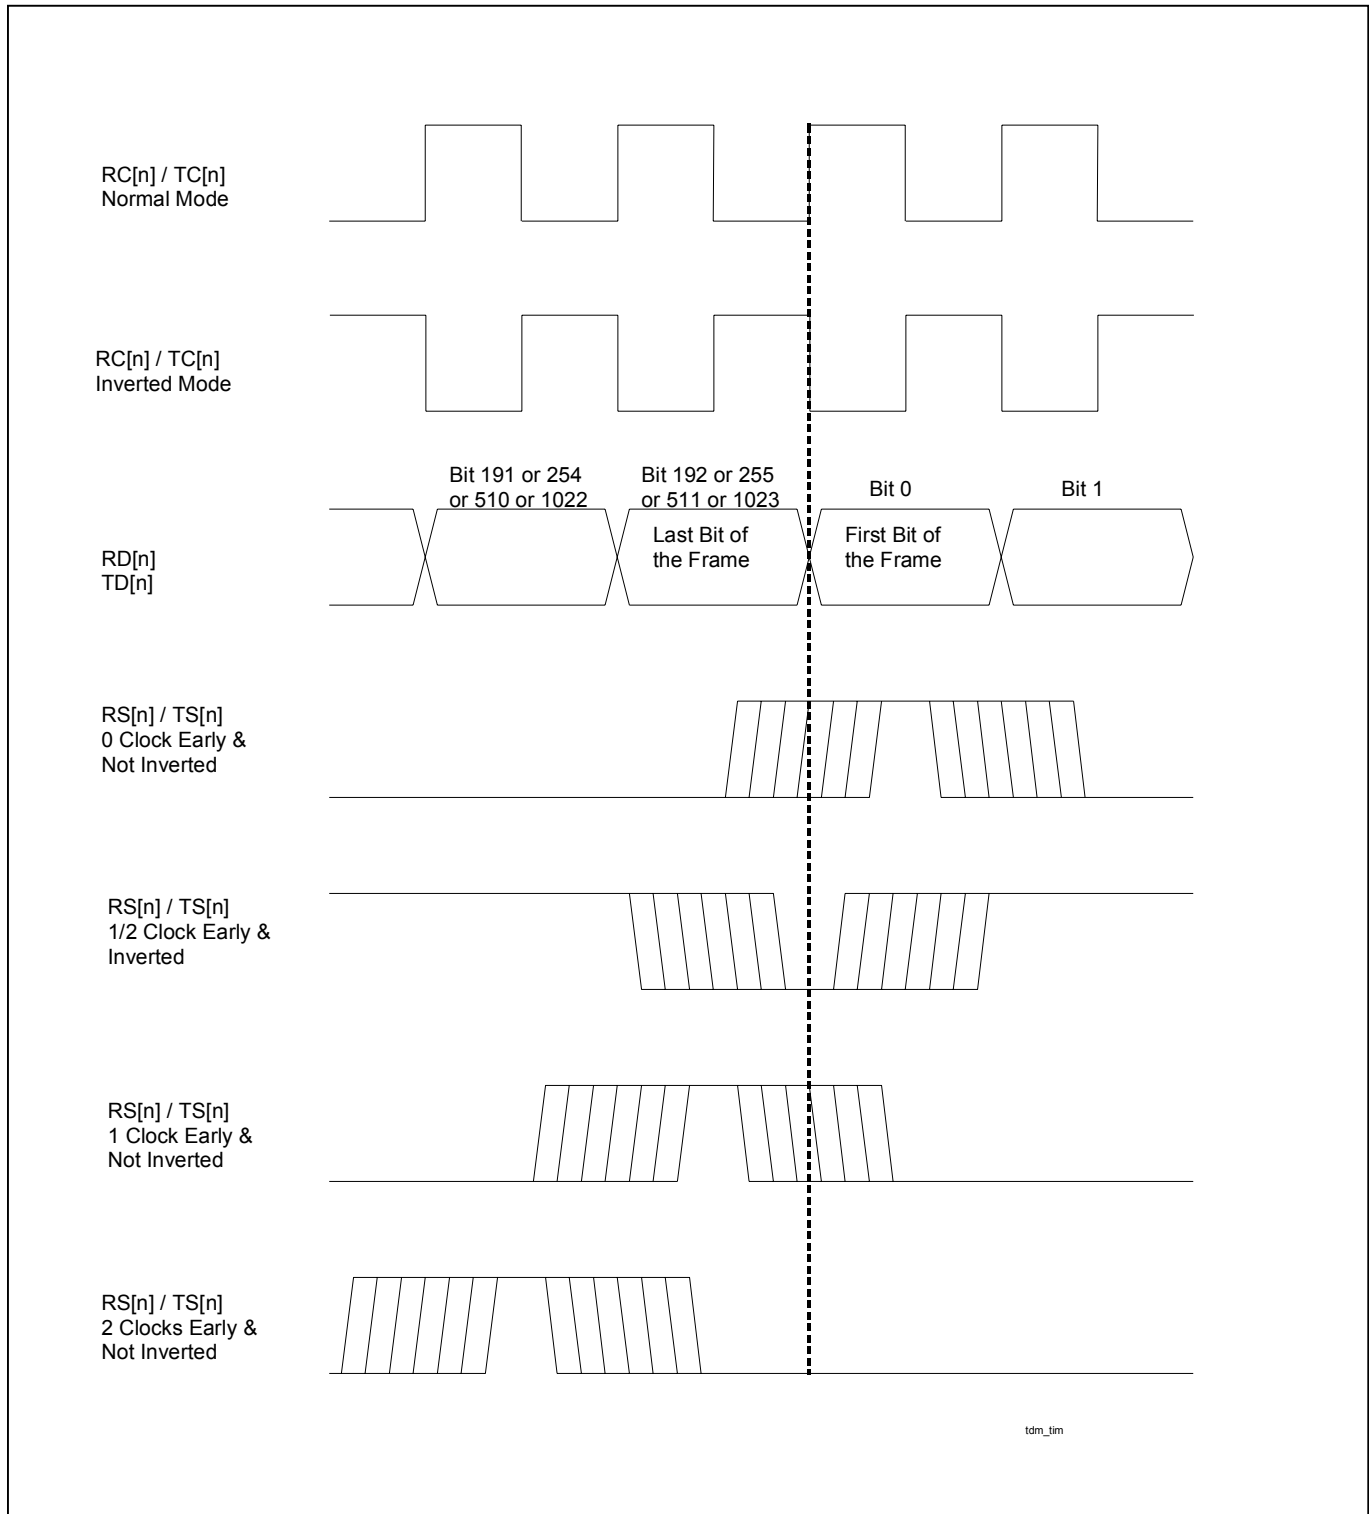 RC[n] / TC[n]
Normal Mode
RC[n] / TC[n]
Inverted Mode
Bit 191 or 254
or 510 or 1022
Bit 192 or 255
or 511 or 1023
Bit 0
Bit 1
Last Bit of
the Frame
First Bit of
the Frame
RD[n]
TD[n]
RS[n] / TS[n]
0 Clock Early &
Not Inverted
RS[n] / TS[n]
1/2 Clock Early &
Inverted
RS[n] / TS[n]
1 Clock Early &
Not Inverted
RS[n] / TS[n]
2 Clocks Early &
Not Inverted
tdm_tim